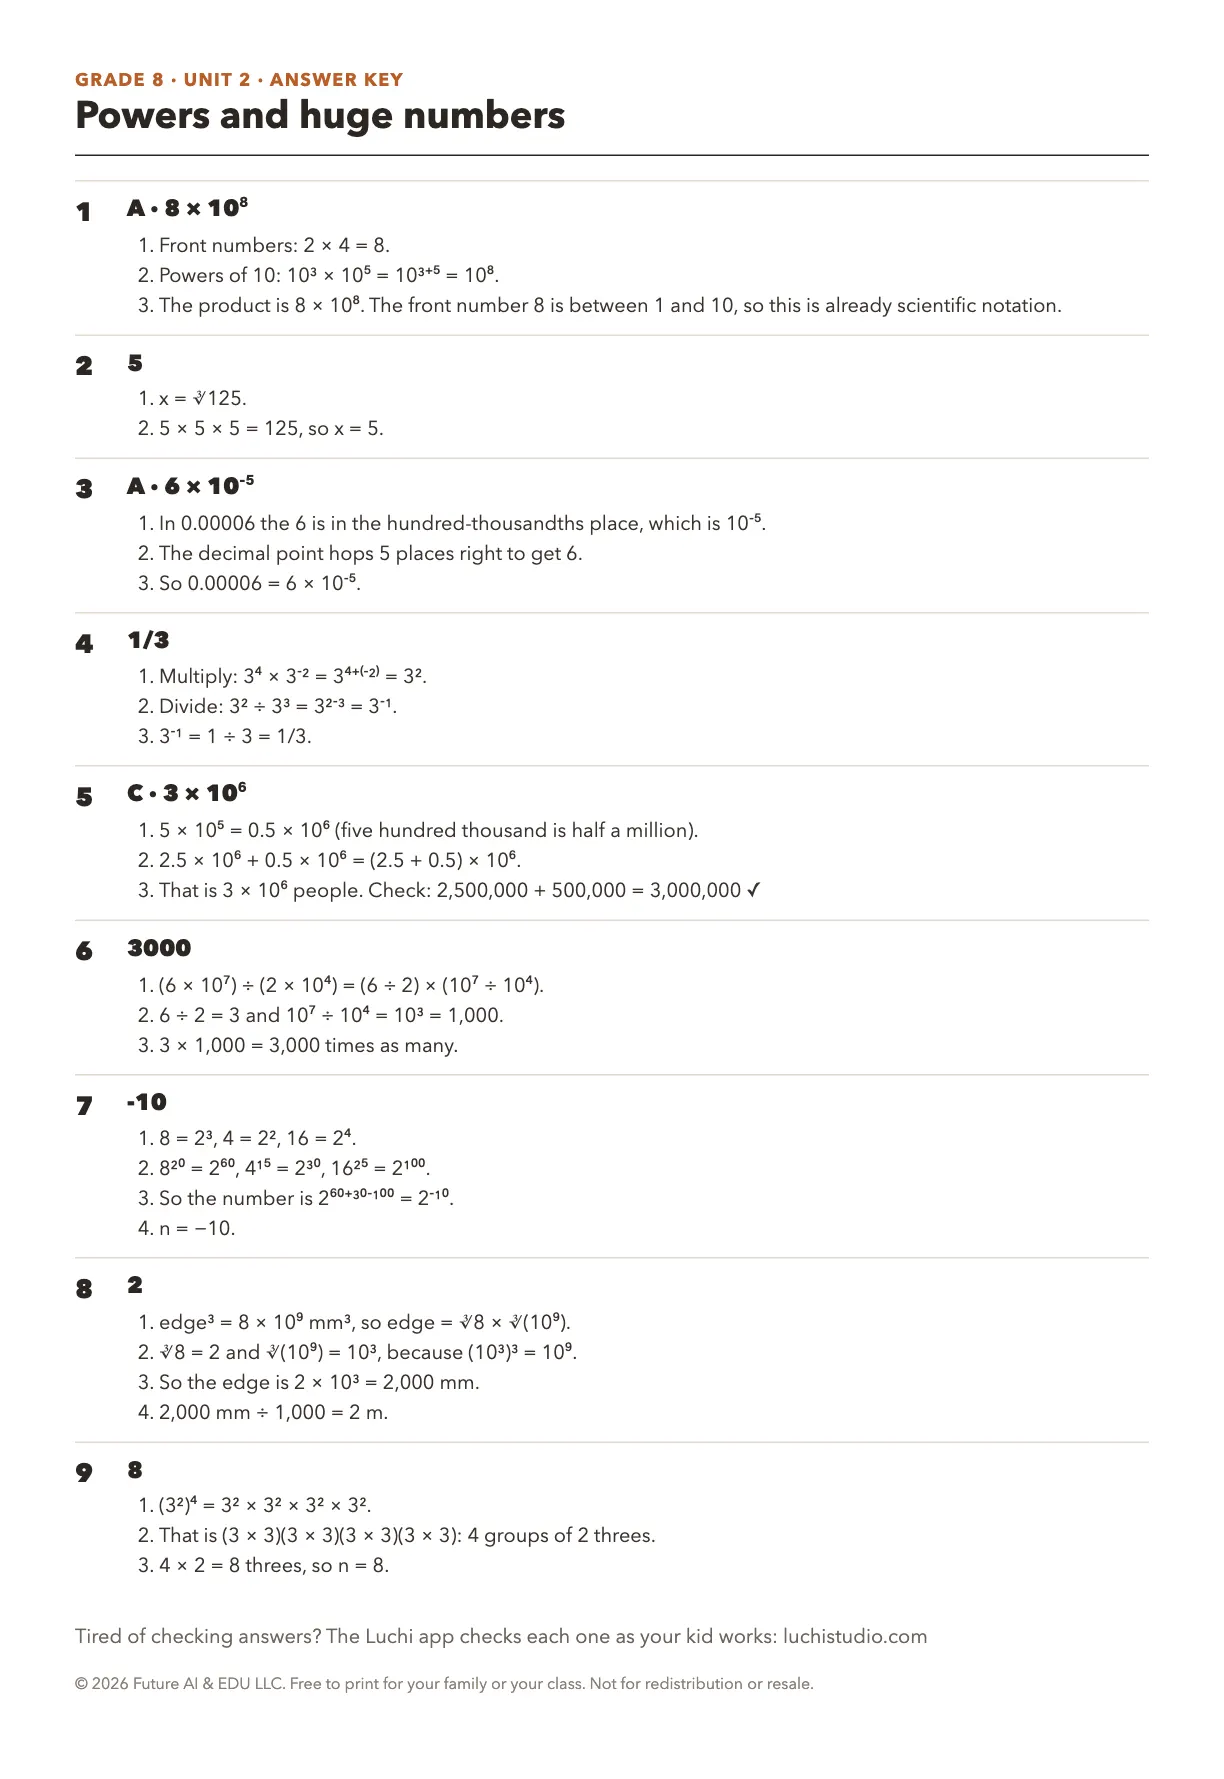 GRADE 8 · UNIT 2 · ANSWER KEY
Powers and huge numbers
1 A · 8 × 10⁸
1. Front numbers: 2 × 4 = 8.
2. Powers of 10: 10³ × 10⁵ = 10³⁺⁵ = 10⁸.
3. The product is 8 × 10⁸. The front number 8 is between 1 and 10, so this is already scientific notation.
2 5
1. x = ∛125.
2. 5 × 5 × 5 = 125, so x = 5.
3 A · 6 × 10⁻⁵
1. In 0.00006 the 6 is in the hundred-thousandths place, which is 10⁻⁵.
2. The decimal point hops 5 places right to get 6.
3. So 0.00006 = 6 × 10⁻⁵.
4 1/3
1. Multiply: 3⁴ × 3⁻² = 3⁴⁺⁽⁻²⁾ = 3².
2. Divide: 3² ÷ 3³ = 3²⁻³ = 3⁻¹.
3. 3⁻¹ = 1 ÷ 3 = 1/3.
5 C · 3 × 10⁶
1. 5 × 10⁵ = 0.5 × 10⁶ (five hundred thousand is half a million).
2. 2.5 × 10⁶ + 0.5 × 10⁶ = (2.5 + 0.5) × 10⁶.
3. That is 3 × 10⁶ people. Check: 2,500,000 + 500,000 = 3,000,000 ✓
6 3000
1. (6 × 10⁷) ÷ (2 × 10⁴) = (6 ÷ 2) × (10⁷ ÷ 10⁴).
2. 6 ÷ 2 = 3 and 10⁷ ÷ 10⁴ = 10³ = 1,000.
3. 3 × 1,000 = 3,000 times as many.
7 -10
1. 8 = 2³, 4 = 2², 16 = 2⁴.
2. 8²⁰ = 2⁶⁰, 4¹⁵ = 2³⁰, 16²⁵ = 2¹⁰⁰.
3. So the number is 2⁶⁰⁺³⁰⁻¹⁰⁰ = 2⁻¹⁰.
4. n = −10.
8 2
1. edge³ = 8 × 10⁹ mm³, so edge = ∛8 × ∛(10⁹).
2. ∛8 = 2 and ∛(10⁹) = 10³, because (10³)³ = 10⁹.
3. So the edge is 2 × 10³ = 2,000 mm.
4. 2,000 mm ÷ 1,000 = 2 m.
9 8
1. (3²)⁴ = 3² × 3² × 3² × 3².
2. That is (3 × 3)(3 × 3)(3 × 3)(3 × 3): 4 groups of 2 threes.
3. 4 × 2 = 8 threes, so n = 8.
Tired of checking answers? The Luchi app checks each one as your kid works: luchistudio.com
© 2026 Future AI & EDU LLC. Free to print for your family or your class. Not for redistribution or resale.